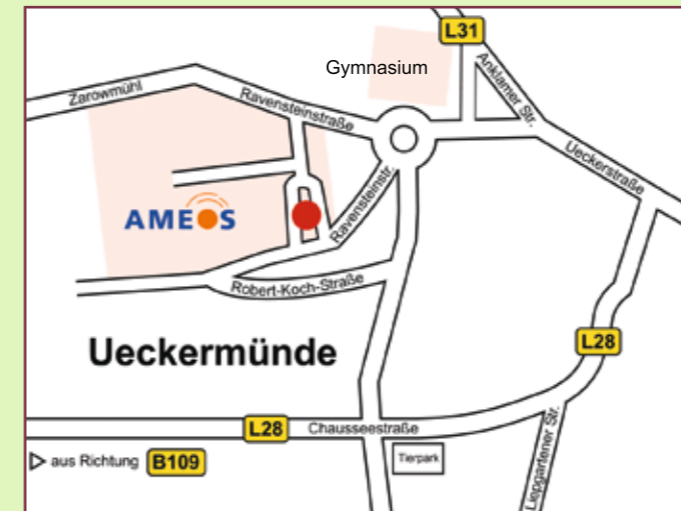 L31
Gymnasium
Anklamer Str.
Zarowmühl
Ravensteinstraße
Ueckerstraße
Ravensteinstr.
AMEOS
Robert-Koch-Straße
Ueckermünde
L28
L28
Chausseestraße
Liepgartener Str.
aus Richtung B109
Tierpark